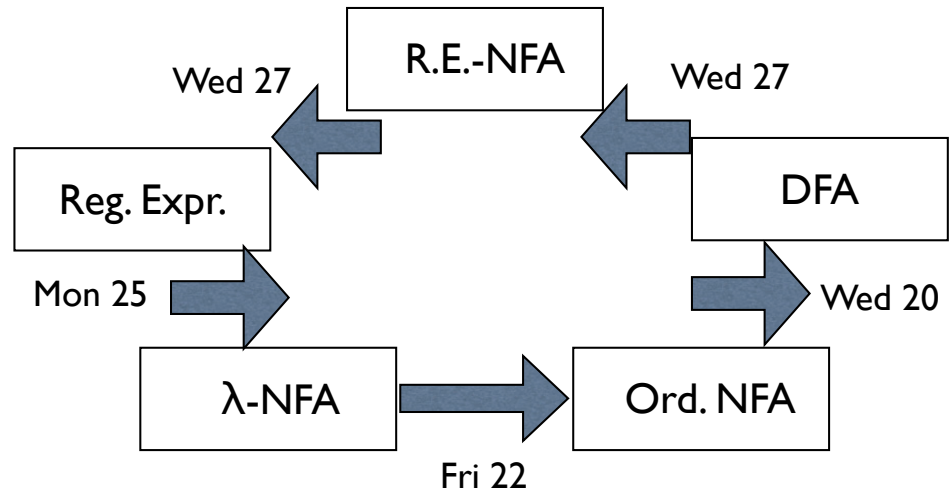 R.E.-NFA
Wed 27
Wed 27
Reg. Expr.
DFA
Mon 25
Wed 20
λ-NFA
Ord. NFA
Fri 22